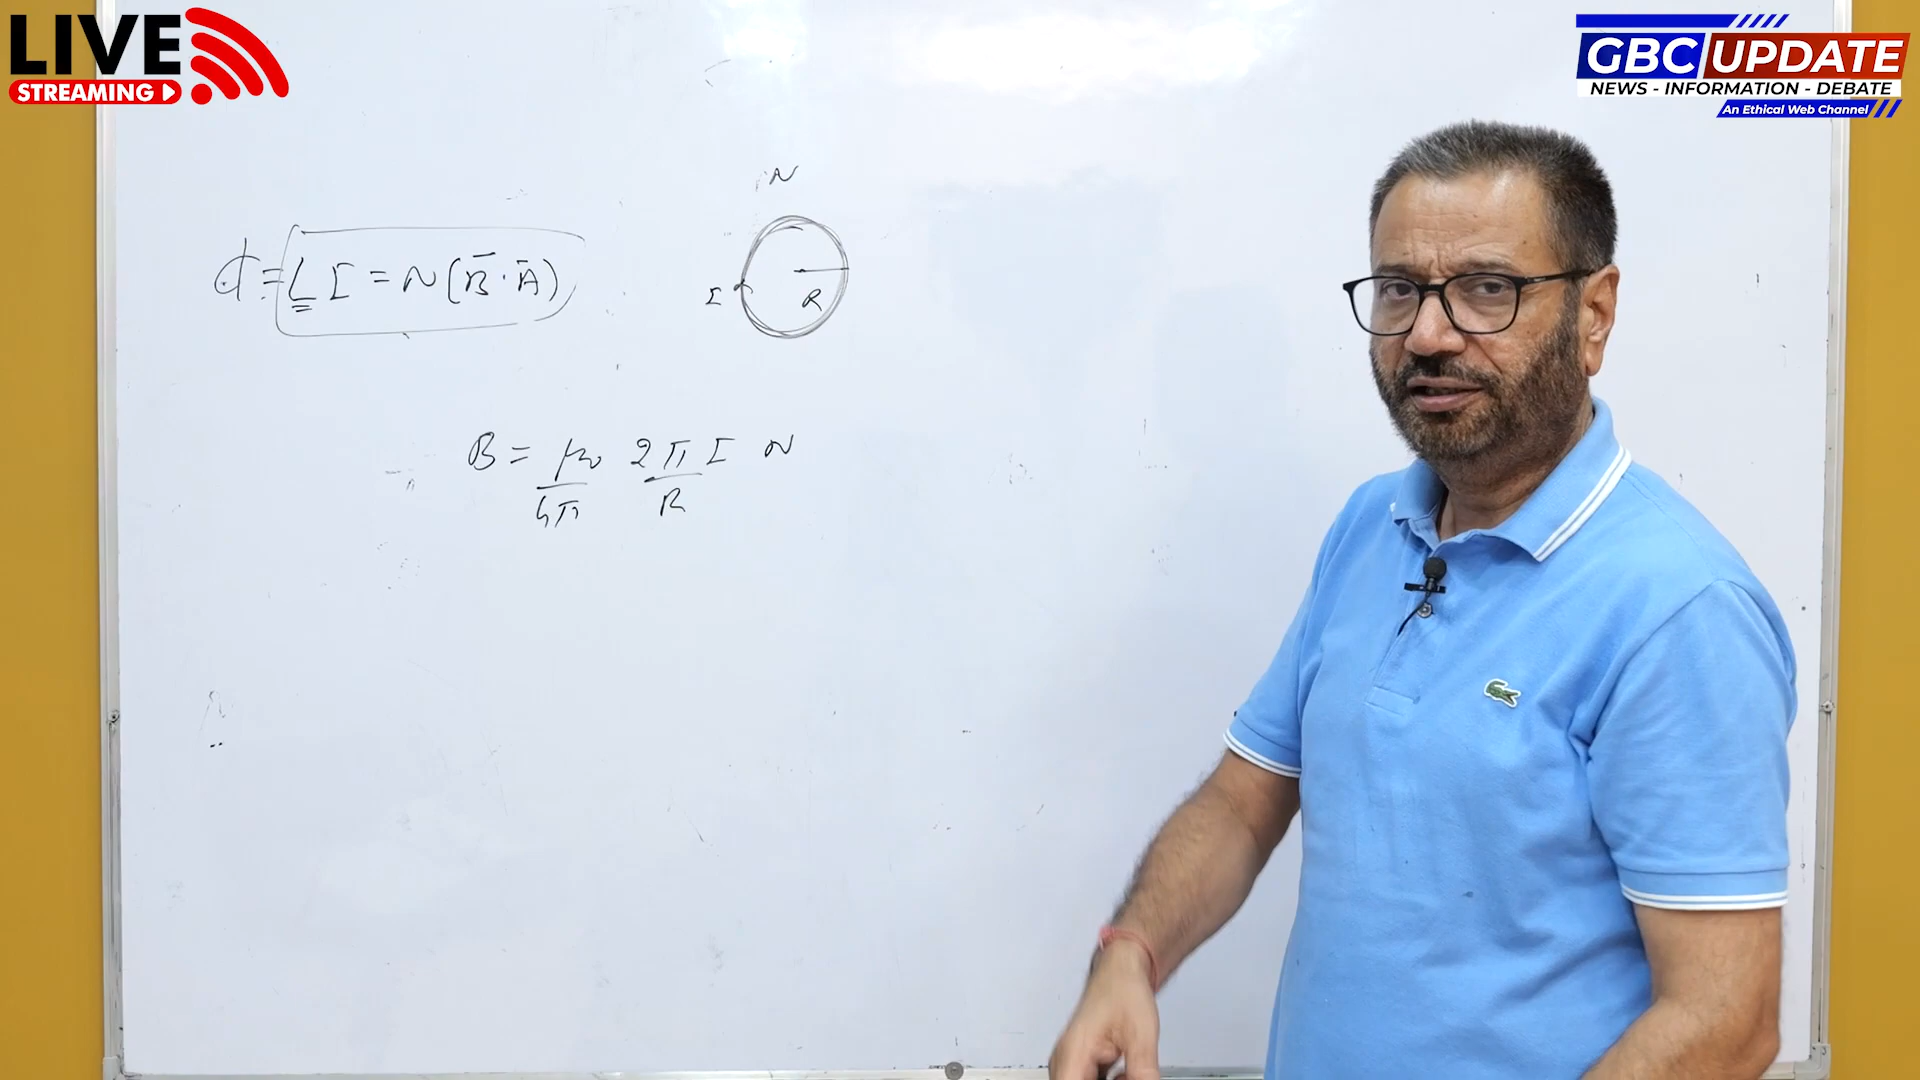 LIVE
STREAMING
GBC UPDATE
NEWS - INFORMATION - DEBATE
An Ethical Web Channel
N
ϕ = L I = N (B̄ · Ā)
I
R
B = μ₀ 2π I N
4π R